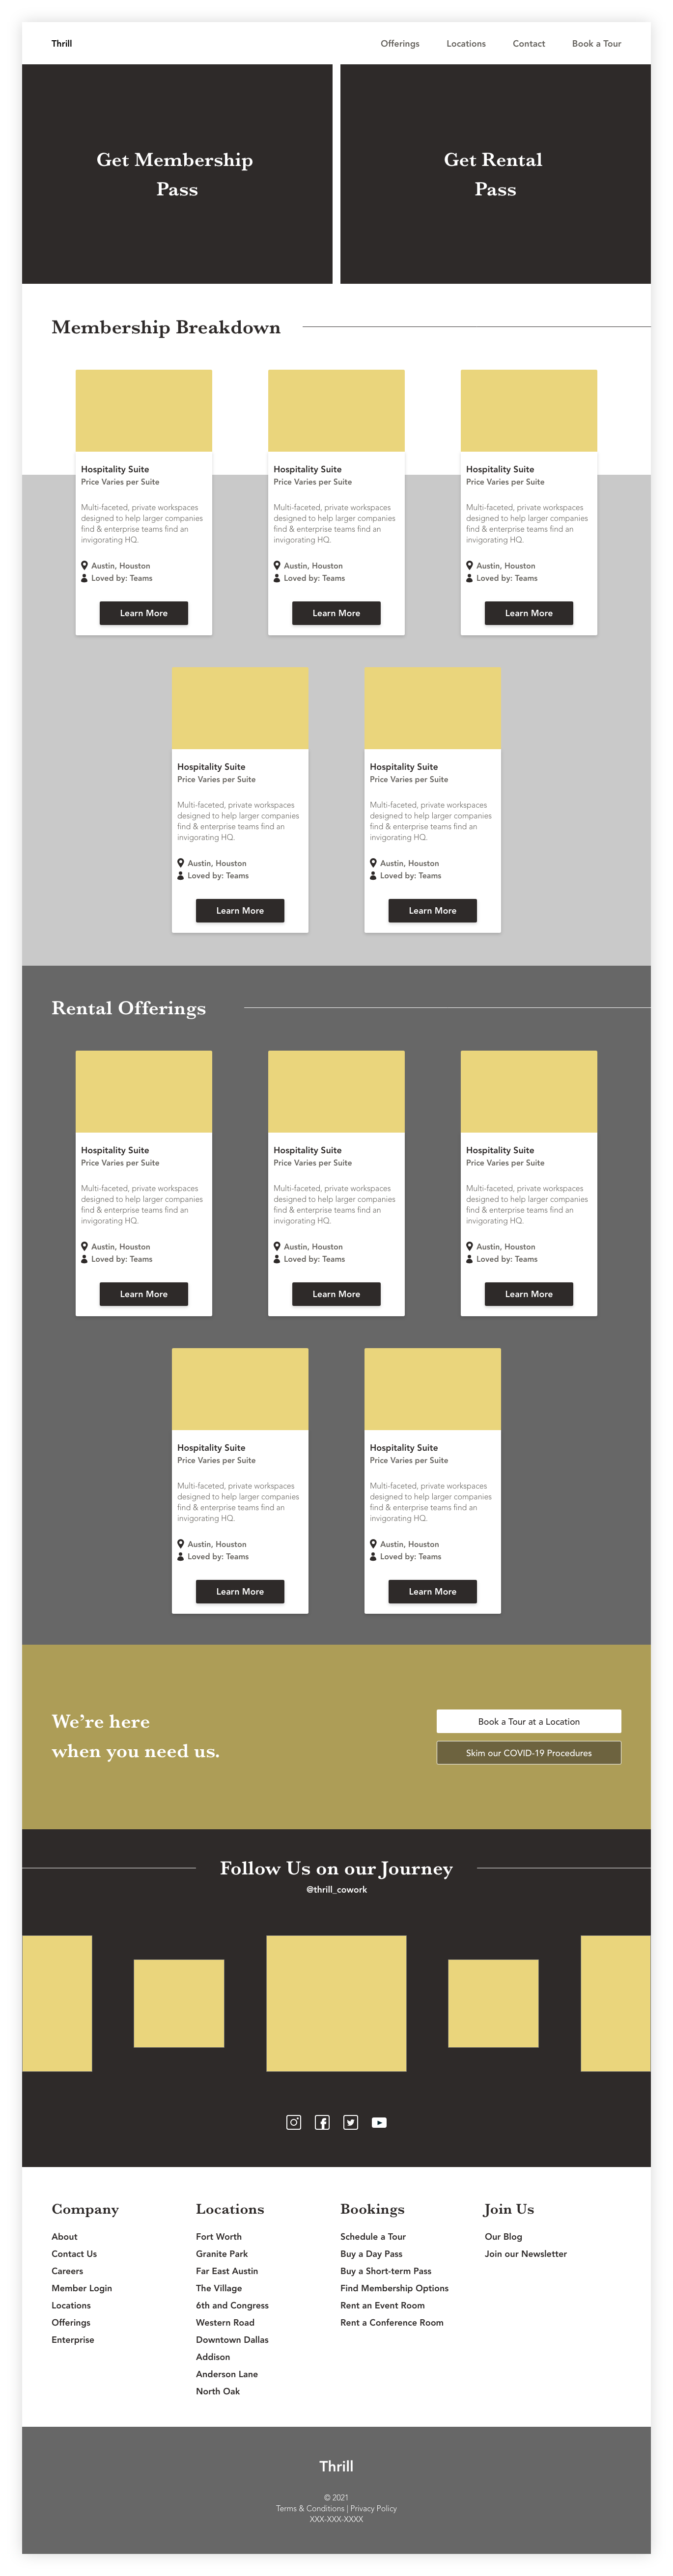 Thrill
Offerings
Locations
Contact
Book a Tour
Get Membership
Pass
Get Rental
Pass
Membership Breakdown
Hospitality Suite
Price Varies per Suite
Multi-faceted, private workspaces
designed to help larger companies
find & enterprise teams find an
invigorating HQ.
Austin, Houston
Loved by: Teams
Learn More
Hospitality Suite
Price Varies per Suite
Multi-faceted, private workspaces
designed to help larger companies
find & enterprise teams find an
invigorating HQ.
Austin, Houston
Loved by: Teams
Learn More
Hospitality Suite
Price Varies per Suite
Multi-faceted, private workspaces
designed to help larger companies
find & enterprise teams find an
invigorating HQ.
Austin, Houston
Loved by: Teams
Learn More
Hospitality Suite
Price Varies per Suite
Multi-faceted, private workspaces
designed to help larger companies
find & enterprise teams find an
invigorating HQ.
Austin, Houston
Loved by: Teams
Learn More
Hospitality Suite
Price Varies per Suite
Multi-faceted, private workspaces
designed to help larger companies
find & enterprise teams find an
invigorating HQ.
Austin, Houston
Loved by: Teams
Learn More
Rental Offerings
Hospitality Suite
Price Varies per Suite
Multi-faceted, private workspaces
designed to help larger companies
find & enterprise teams find an
invigorating HQ.
Austin, Houston
Loved by: Teams
Learn More
Hospitality Suite
Price Varies per Suite
Multi-faceted, private workspaces
designed to help larger companies
find & enterprise teams find an
invigorating HQ.
Austin, Houston
Loved by: Teams
Learn More
Hospitality Suite
Price Varies per Suite
Multi-faceted, private workspaces
designed to help larger companies
find & enterprise teams find an
invigorating HQ.
Austin, Houston
Loved by: Teams
Learn More
Hospitality Suite
Price Varies per Suite
Multi-faceted, private workspaces
designed to help larger companies
find & enterprise teams find an
invigorating HQ.
Austin, Houston
Loved by: Teams
Learn More
Hospitality Suite
Price Varies per Suite
Multi-faceted, private workspaces
designed to help larger companies
find & enterprise teams find an
invigorating HQ.
Austin, Houston
Loved by: Teams
Learn More
We're here
when you need us.
Book a Tour at a Location
Skim our COVID-19 Procedures
Follow Us on our Journey
@thrill_cowork
Company
About
Contact Us
Careers
Member Login
Locations
Offerings
Enterprise
Locations
Fort Worth
Granite Park
Far East Austin
The Village
6th and Congress
Western Road
Downtown Dallas
Addison
Anderson Lane
North Oak
Bookings
Schedule a Tour
Buy a Day Pass
Buy a Short-term Pass
Find Membership Options
Rent an Event Room
Rent a Conference Room
Join Us
Our Blog
Join our Newsletter
Thrill
© 2021
Terms & Conditions | Privacy Policy
XXX-XXX-XXXX